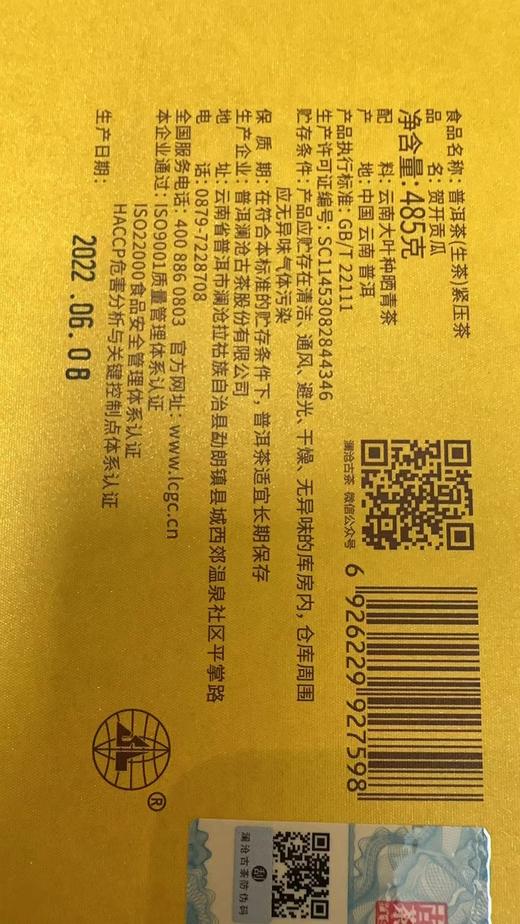 食品名称：普洱茶(生茶)紧压茶
品　　名：贺开贡瓜
净含量：485克
配　　料：云南大叶种晒青茶
产　　地：中国 云南 普洱
产品执行标准：GB/T 22111
生产许可证编号：SC11453082844346
贮存条件：产品应贮存在清洁、通风、避光、干燥、无异味的库房内，仓库周围
应无异味气体污染
保 质 期：在符合本标准的贮存条件下，普洱茶适宜长期保存
生产企业：普洱澜沧古茶股份有限公司
地　　址：云南省普洱市澜沧拉祜族自治县勐朗镇县城西郊温泉社区平掌路
电　　话：0879-7228708
全国服务电话：400 886 0803　官方网址：www.lcgc.cn
本企业通过：ISO9001质量管理体系认证
ISO22000食品安全管理体系认证
HACCP危害分析与关键控制点体系认证
生产日期：
2022 .06.08
澜沧古茶 微信公众号
6 926229 927598
®
澜沧古茶防伪码
刮